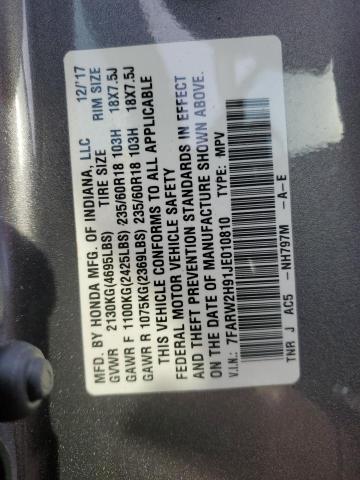 MFD. BY HONDA MFG. OF INDIANA, LLC 12/'17
GVWR 2130KG(4695LBS) TIRE SIZE RIM SIZE
GAWR F 1100KG(2425LBS) 235/60R18 103H 18X7.5J
GAWR R 1075KG(2369LBS) 235/60R18 103H 18X7.5J
THIS VEHICLE CONFORMS TO ALL APPLICABLE
FEDERAL MOTOR VEHICLE SAFETY
AND THEFT PREVENTION STANDARDS IN EFFECT
ON THE DATE OF MANUFACTURE SHOWN ABOVE.
V.I.N.: 7FARW2H91JE010810 TYPE: MPV
TNR J AC5 -NH797M -A-E